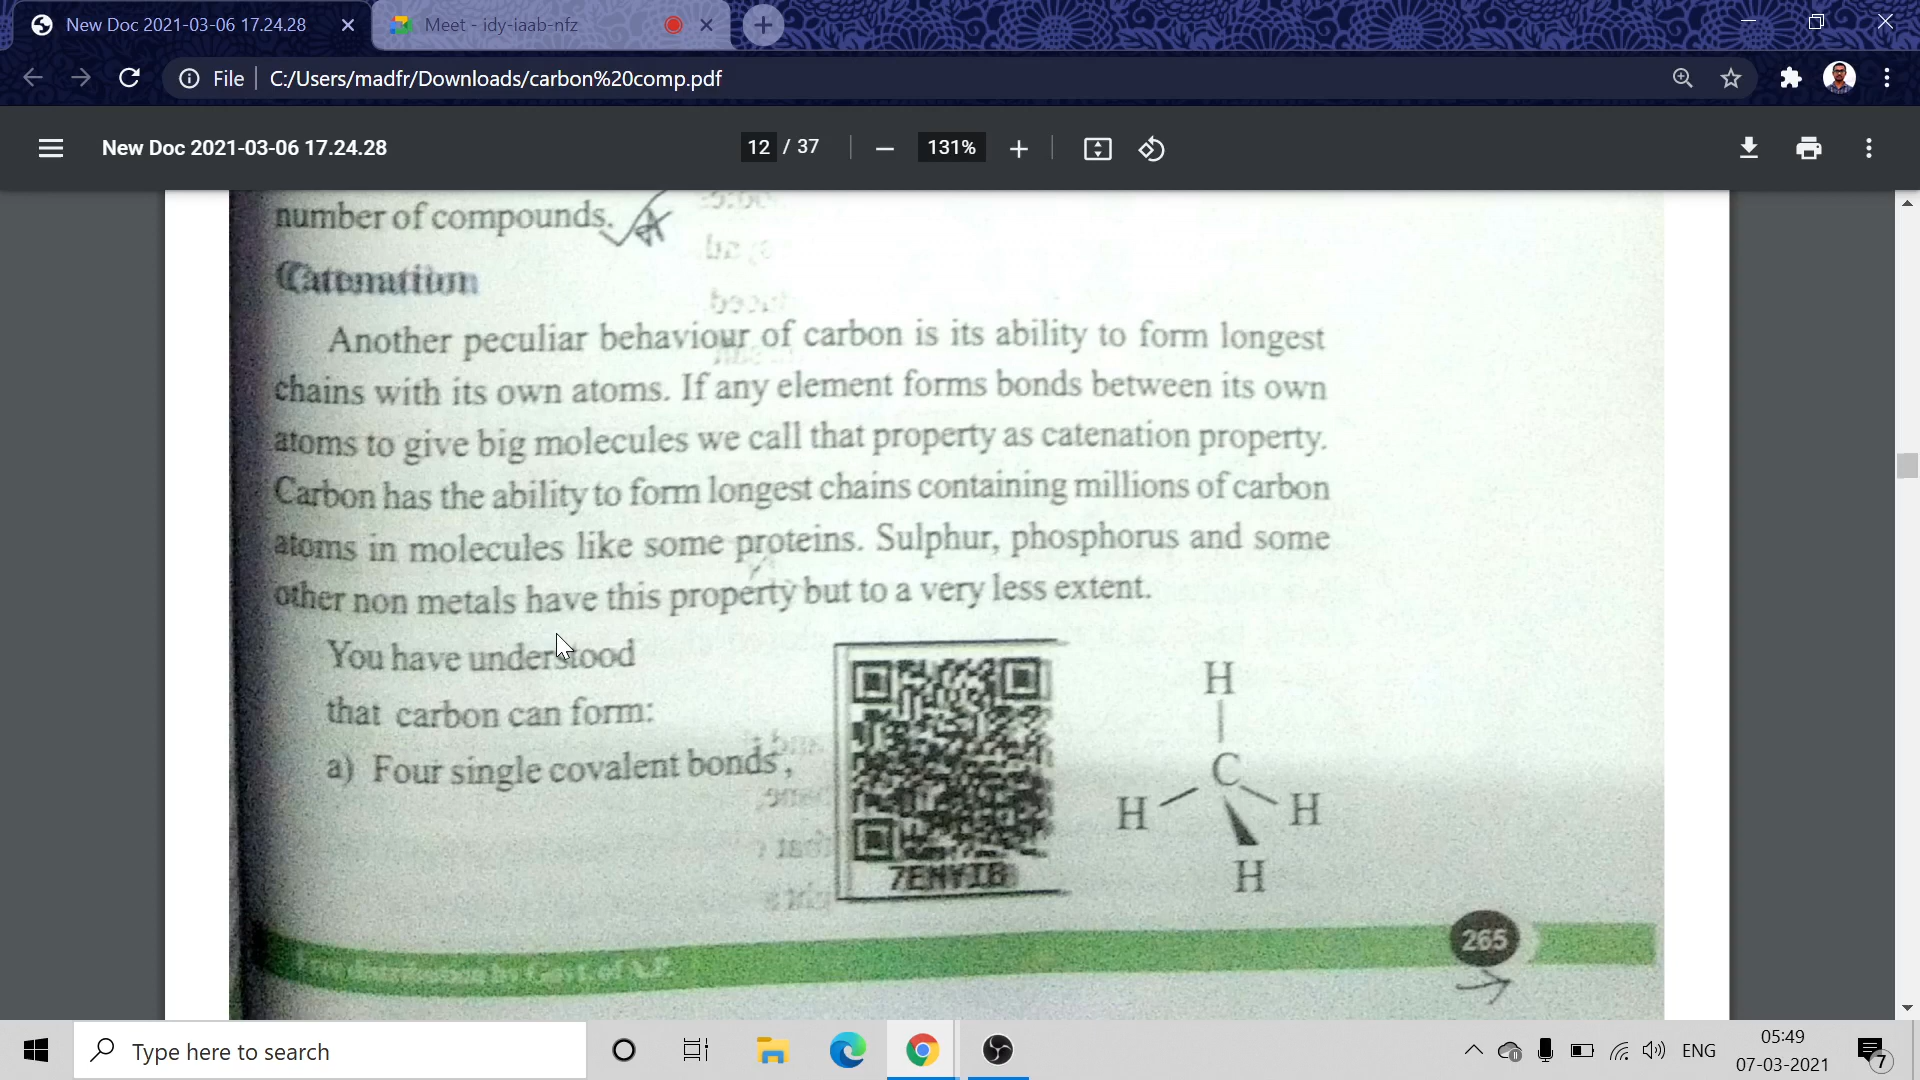 New Doc 2021-03-06 17.24.28
Meet - idy-iaab-nfz
File
C:/Users/madfr/Downloads/carbon%20comp.pdf
New Doc 2021-03-06 17.24.28
12 / 37
131%
number of compounds.
Catenation
Another peculiar behaviour of carbon is its ability to form longest
chains with its own atoms. If any element forms bonds between its own
atoms to give big molecules we call that property as catenation property.
Carbon has the ability to form longest chains containing millions of carbon
atoms in molecules like some proteins. Sulphur, phosphorus and some
other non metals have this property but to a very less extent.
You have understood
that carbon can form:
a) Four single covalent bonds,
H
C
H H
H
265
Free distribution by Govt. of A.P.
Type here to search
ENG
05:49
07-03-2021
7